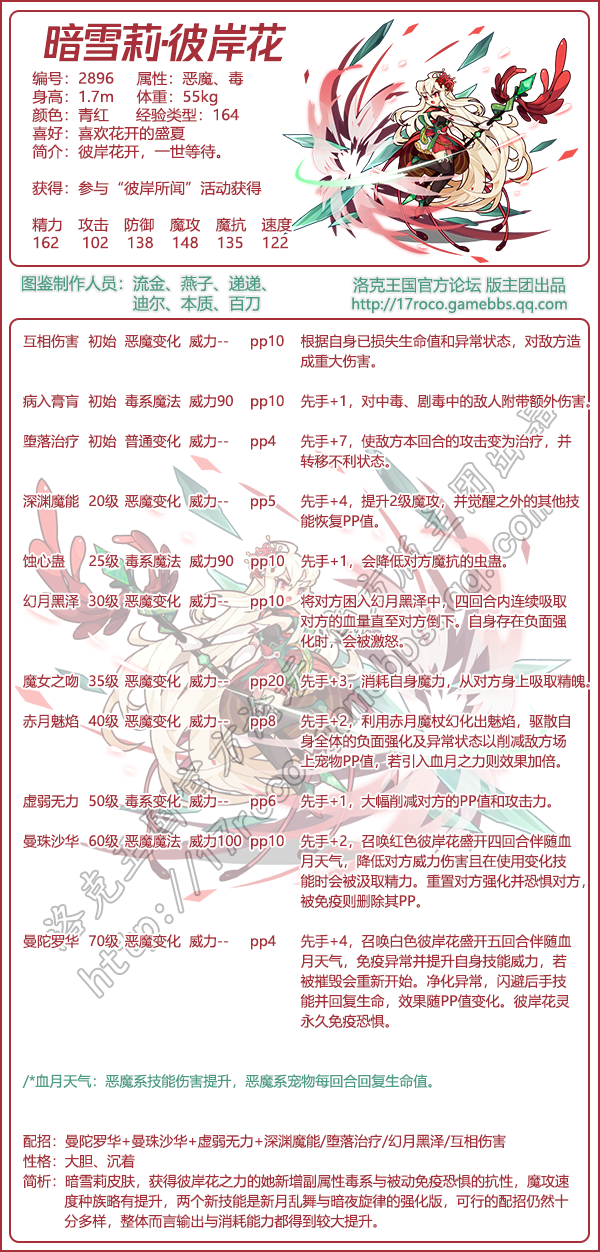 暗雪莉·彼岸花
编号：2896 属性：恶魔、毒
身高：1.7m 体重：55kg
颜色：青红 经验类型：164
喜好：喜欢花开的盛夏
简介：彼岸花开，一世等待。
获得：参与“彼岸所闻”活动获得
精力 攻击 防御 魔攻 魔抗 速度
162 102 138 148 135 122
图鉴制作人员：流金、燕子、递递、
迪尔、本质、百刀
洛克王国官方论坛 版主团出品
http://17roco.gamebbs.qq.com
互相伤害 初始 恶魔变化 威力-- pp10 根据自身已损失生命值和异常状态，对敌方造
成重大伤害。
病入膏肓 初始 毒系魔法 威力90 pp10 先手+1，对中毒、剧毒中的敌人附带额外伤害。
堕落治疗 初始 普通变化 威力-- pp4 先手+7，使敌方本回合的攻击变为治疗，并
转移不利状态。
深渊魔能 20级 恶魔变化 威力-- pp5 先手+4，提升2级魔攻，并觉醒之外的其他技
能恢复PP值。
蚀心蛊 25级 毒系魔法 威力90 pp10 先手+1，会降低对方魔抗的虫蛊。
幻月黑泽 30级 恶魔变化 威力-- pp10 将对方困入幻月黑泽中，四回合内连续吸取
对方的血量直至对方倒下。自身存在负面强
化时，会被激怒。
魔女之吻 35级 恶魔变化 威力-- pp20 先手+3，消耗自身魔力，从对方身上吸取精魄。
赤月魅焰 40级 恶魔变化 威力-- pp8 先手+2，利用赤月魔杖幻化出魅焰，驱散自
身全体的负面强化及异常状态以削减敌方场
上宠物PP值，若引入血月之力则效果加倍。
虚弱无力 50级 毒系变化 威力-- pp6 先手+1，大幅削减对方的PP值和攻击力。
曼珠沙华 60级 恶魔魔法 威力100 pp10 先手+2，召唤红色彼岸花盛开四回合伴随血
月天气，降低对方威力伤害且在使用变化技
能时会被汲取精力。重置对方强化并恐惧对方，
被免疫则删除其PP。
曼陀罗华 70级 恶魔变化 威力-- pp4 先手+4，召唤白色彼岸花盛开五回合伴随血
月天气，免疫异常并提升自身技能威力，若
被摧毁会重新开始。净化异常，闪避后手技
能并回复生命，效果随PP值变化。彼岸花灵
永久免疫恐惧。
/*血月天气：恶魔系技能伤害提升，恶魔系宠物每回合回复生命值。
配招：曼陀罗华+曼珠沙华+虚弱无力+深渊魔能/堕落治疗/幻月黑泽/互相伤害
性格：大胆、沉着
简析：暗雪莉皮肤，获得彼岸花之力的她新增副属性毒系与被动免疫恐惧的抗性，魔攻速
度种族略有提升，两个新技能是新月乱舞与暗夜旋律的强化版，可行的配招仍然十
分多样，整体而言输出与消耗能力都得到较大提升。
洛克王国官方论坛版主团出品
http://17roco.gamebbs.qq.com